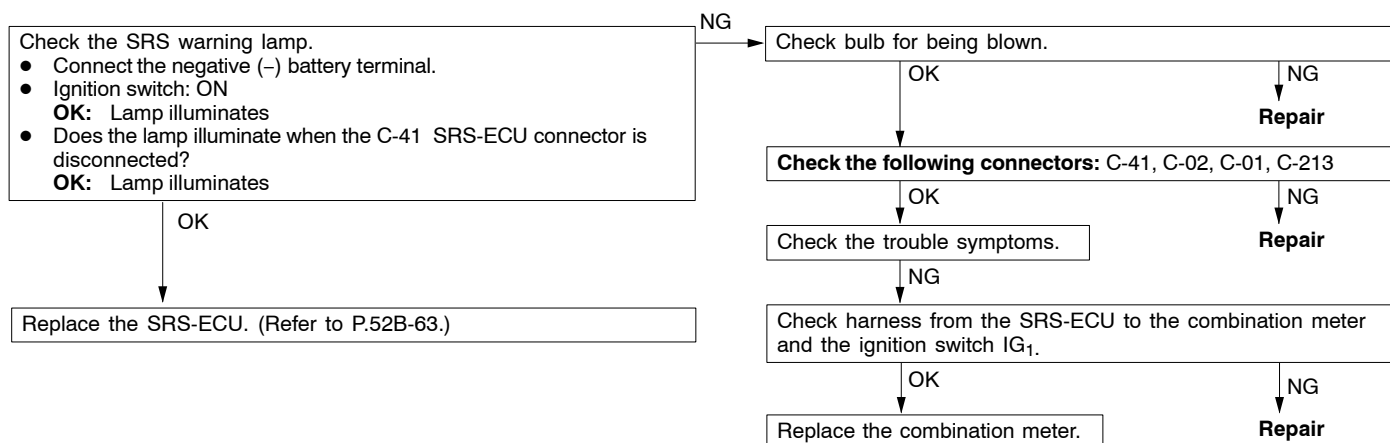 NG
Check the SRS warning lamp.
● Connect the negative (–) battery terminal.
● Ignition switch: ON
OK: Lamp illuminates
● Does the lamp illuminate when the C-41 SRS-ECU connector is
disconnected?
OK: Lamp illuminates
OK
Replace the SRS-ECU. (Refer to P.52B-63.)
Check bulb for being blown.
OK
NG
Repair
Check the following connectors: C-41, C-02, C-01, C-213
OK
NG
Check the trouble symptoms.
Repair
NG
Check harness from the SRS-ECU to the combination meter
and the ignition switch IG1.
OK
NG
Replace the combination meter.
Repair